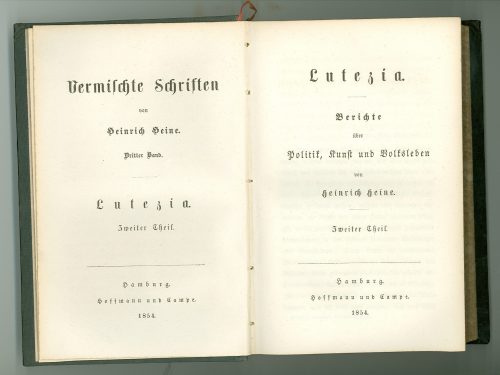 Vermischte Schriften
von
Heinrich Heine.
Dritter Band.
Lutezia.
Zweiter Theil.
Hamburg.
Hoffmann und Campe.
1854.
Lutezia.
Berichte
über
Politik, Kunst und Volksleben
von
Heinrich Heine.
Zweiter Theil.
Hamburg.
Hoffmann und Campe.
1854.